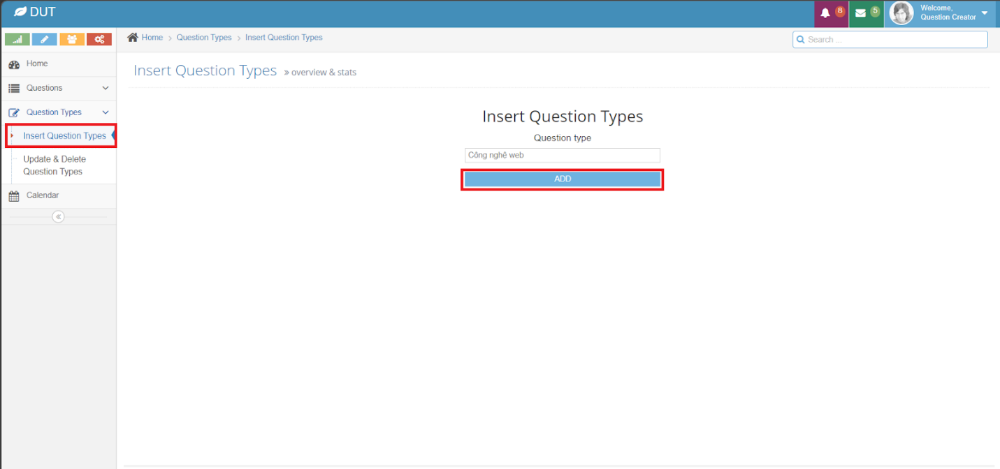 DUT
8
5
Welcome,
Question Creator
Home
Question Types
Insert Question Types
Search ...
Home
Questions
Question Types
Insert Question Types
Update & Delete
Question Types
Calendar
Insert Question Types
» overview & stats
Insert Question Types
Question type
Công nghê web
ADD